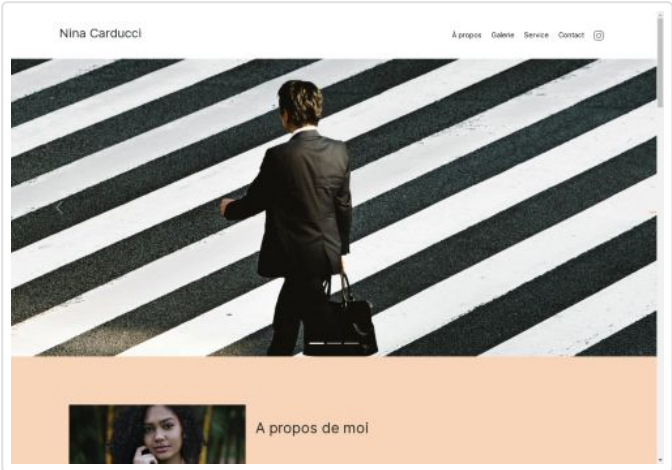 Nina Carducci
À propos Galerie Service Contact
A propos de moi